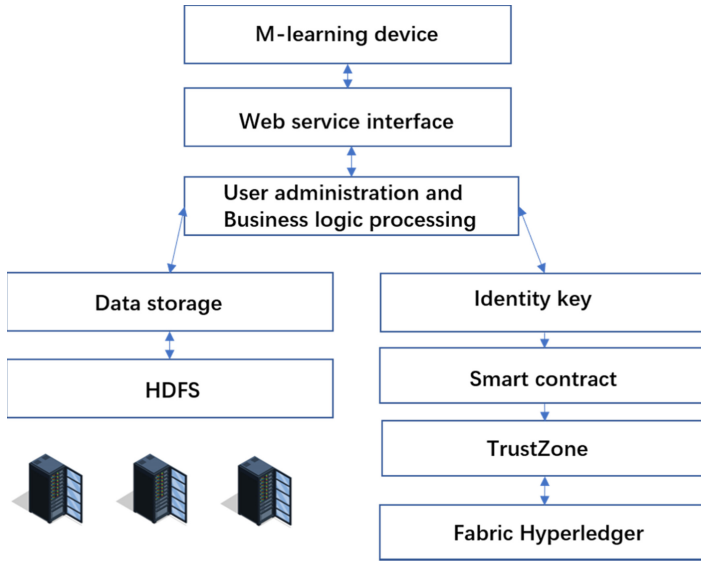 M-learning device
Web service interface
User administration and
Business logic processing
Data storage
HDFS
Identity key
Smart contract
TrustZone
Fabric Hyperledger